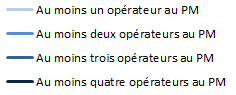 Au moins un opérateur au PM
Au moins deux opérateurs au PM
Au moins trois opérateurs au PM
Au moins quatre opérateurs au PM